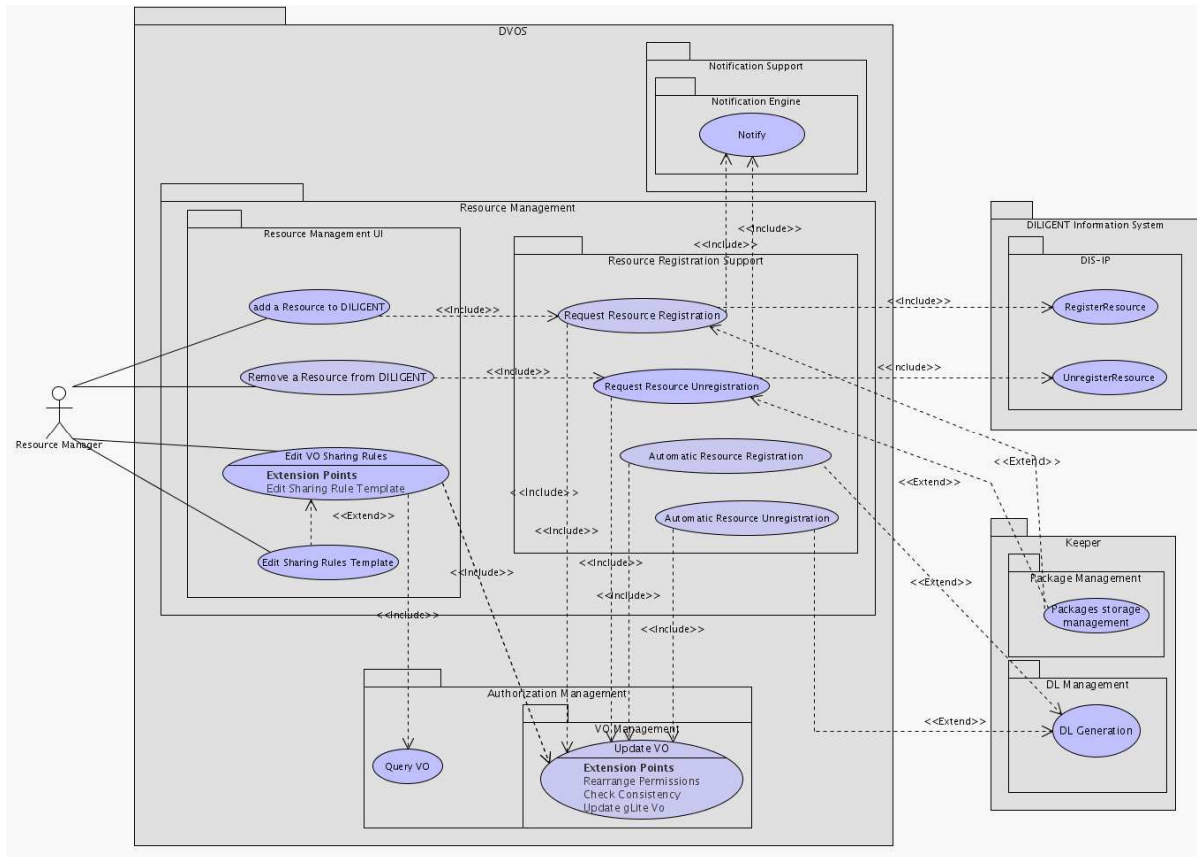 DVOS
Notification Support
Notification Engine
Notify
Resource Management
Resource Management UI
Resource Registration Support
DILIGENT Information System
DIS-IP
<<Include>>
<<Include>>
add a Resource to DILIGENT
<<Include>>
Request Resource Registration
<<Include>>
RegisterResource
Remove a Resource from DILIGENT
<<Include>>
Request Resource Unregistration
<<Include>>
UnregisterResource
Resource Manager
Edit VO Sharing Rules
Extension Points
Edit Sharing Rule Template
<<Extend>>
Edit Sharing Rules Template
Automatic Resource Registration
Automatic Resource Unregistration
<<Include>>
<<Include>>
<<Include>>
<<Include>>
<<Include>>
<<Include>>
<<Extend>>
<<Extend>>
<<Extend>>
<<Extend>>
Keeper
Package Management
Packages storage
management
DL Management
DL Generation
Authorization Management
VO Management
Query VO
Update VO
Extension Points
Rearrange Permissions
Check Consistency
Update gLite Vo